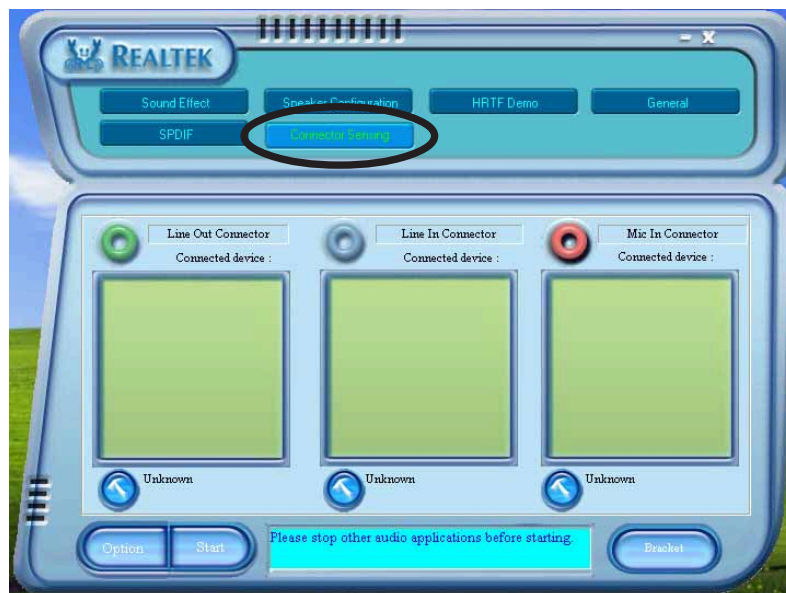 REALTEK
Sound Effect
Speaker Configuration
HRTF Demo
General
SPDIF
Connector Sensing
Line Out Connector
Connected device :
Line In Connector
Connected device :
Mic In Connector
Connected device :
Unknown
Unknown
Unknown
Option
Start
Please stop other audio applications before starting.
Bracket